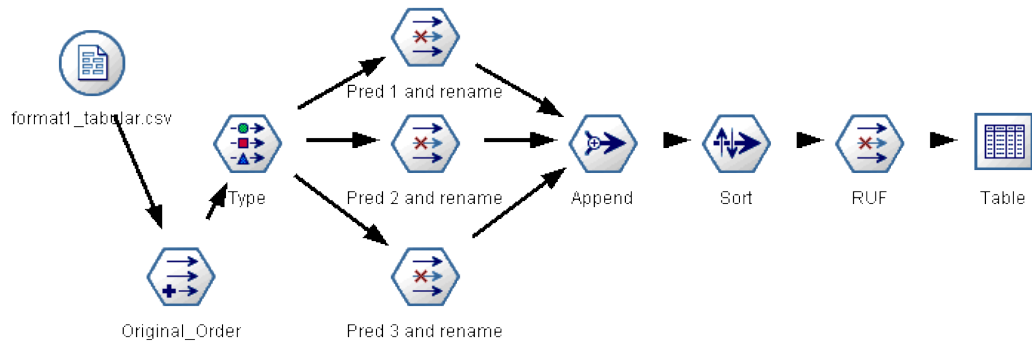 Pred 1 and rename
format1_tabular.csv
Type
Pred 2 and rename
Append
Sort
RUF
Table
Original_Order
Pred 3 and rename